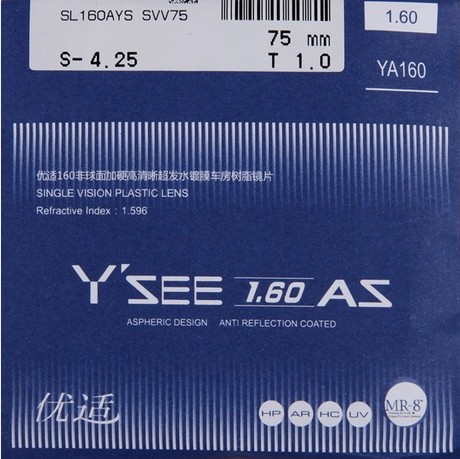 SL160AYS SVV75
1.60
75 mm
S- 4.25
T 1.0
YA160
优适160非球面加硬高清晰超发水镀膜车房树脂镜片
SINGLE VISION PLASTIC LENS
Refractive Index : 1.596
Y'SEE 1.60 AS
ASPHERIC DESIGN ANTI REFLECTION COATED
优适
HP AR HC UV MR-8™